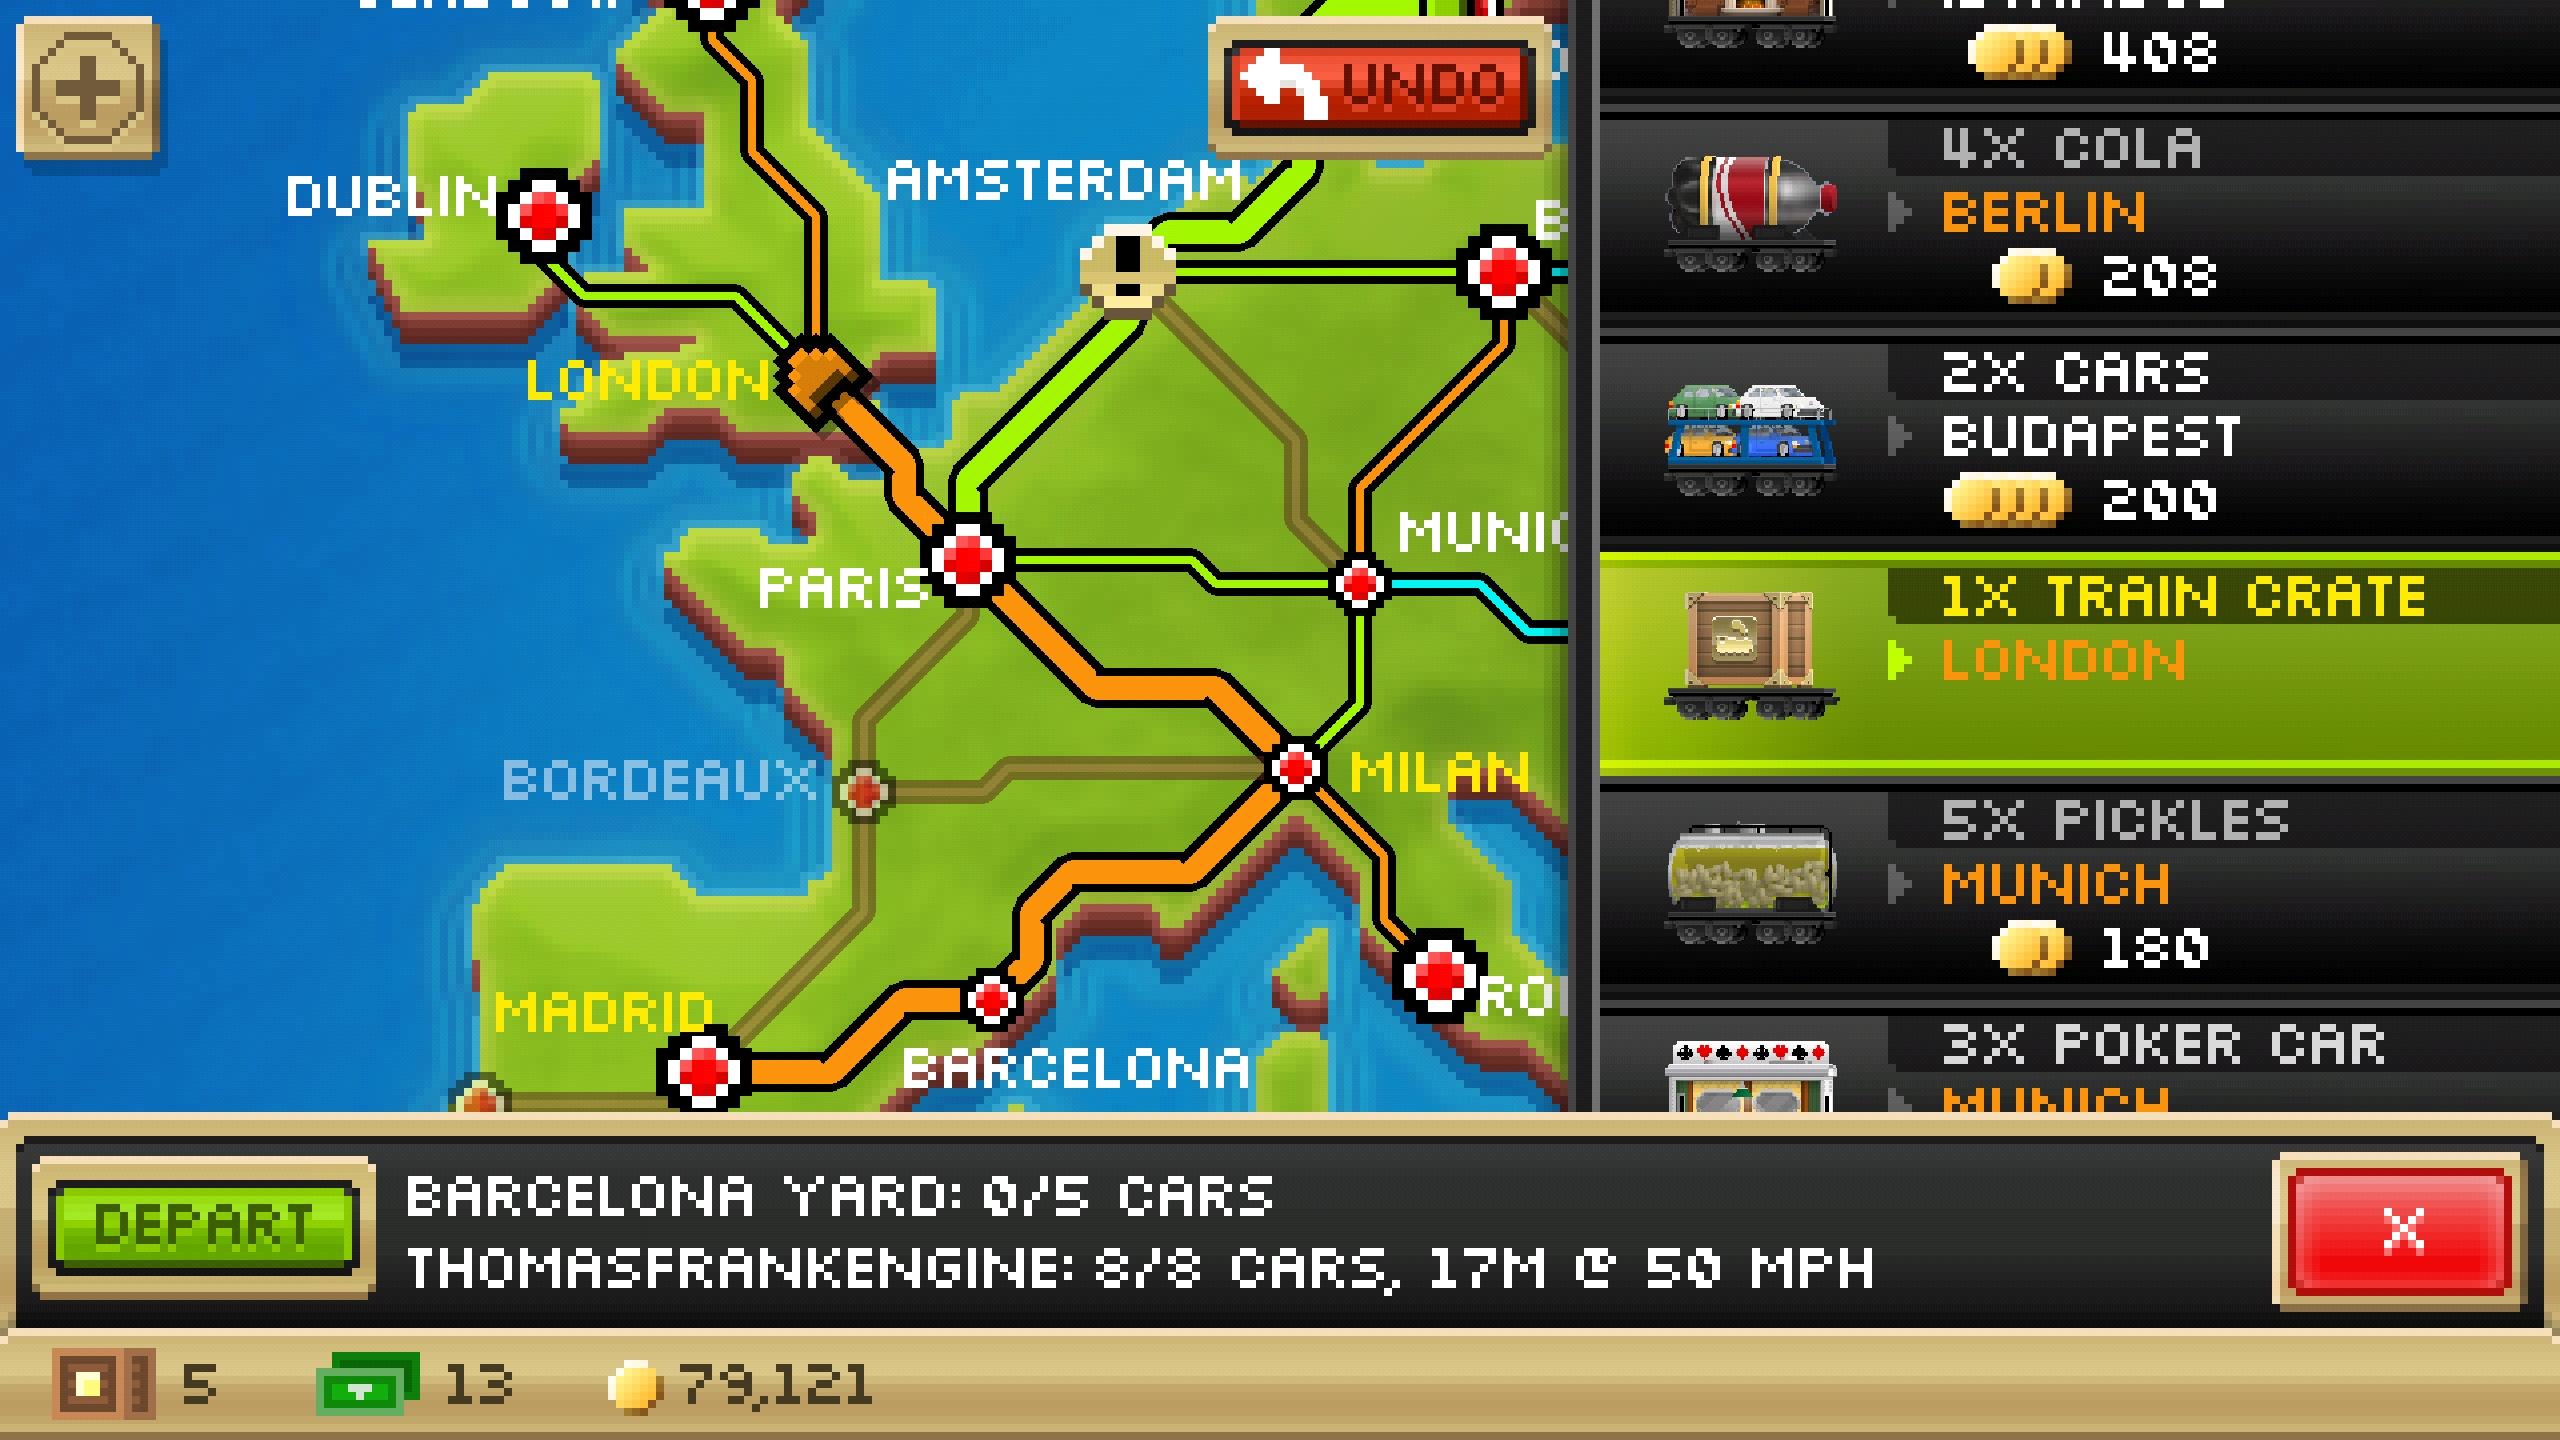 UNDO
DUBLIN
AMSTERDAM
LONDON
PARIS
MUNIC
BORDEAUX
MILAN
MADRID
BARCELONA
RO
408
4X COLA
BERLIN
208
2X CARS
BUDAPEST
200
1X TRAIN CRATE
LONDON
5X PICKLES
MUNICH
180
3X POKER CAR
MUNICH
DEPART
BARCELONA YARD: 0/5 CARS
THOMASFRANKENGINE: 8/8 CARS, 17M @ 50 MPH
X
5
13
79,121